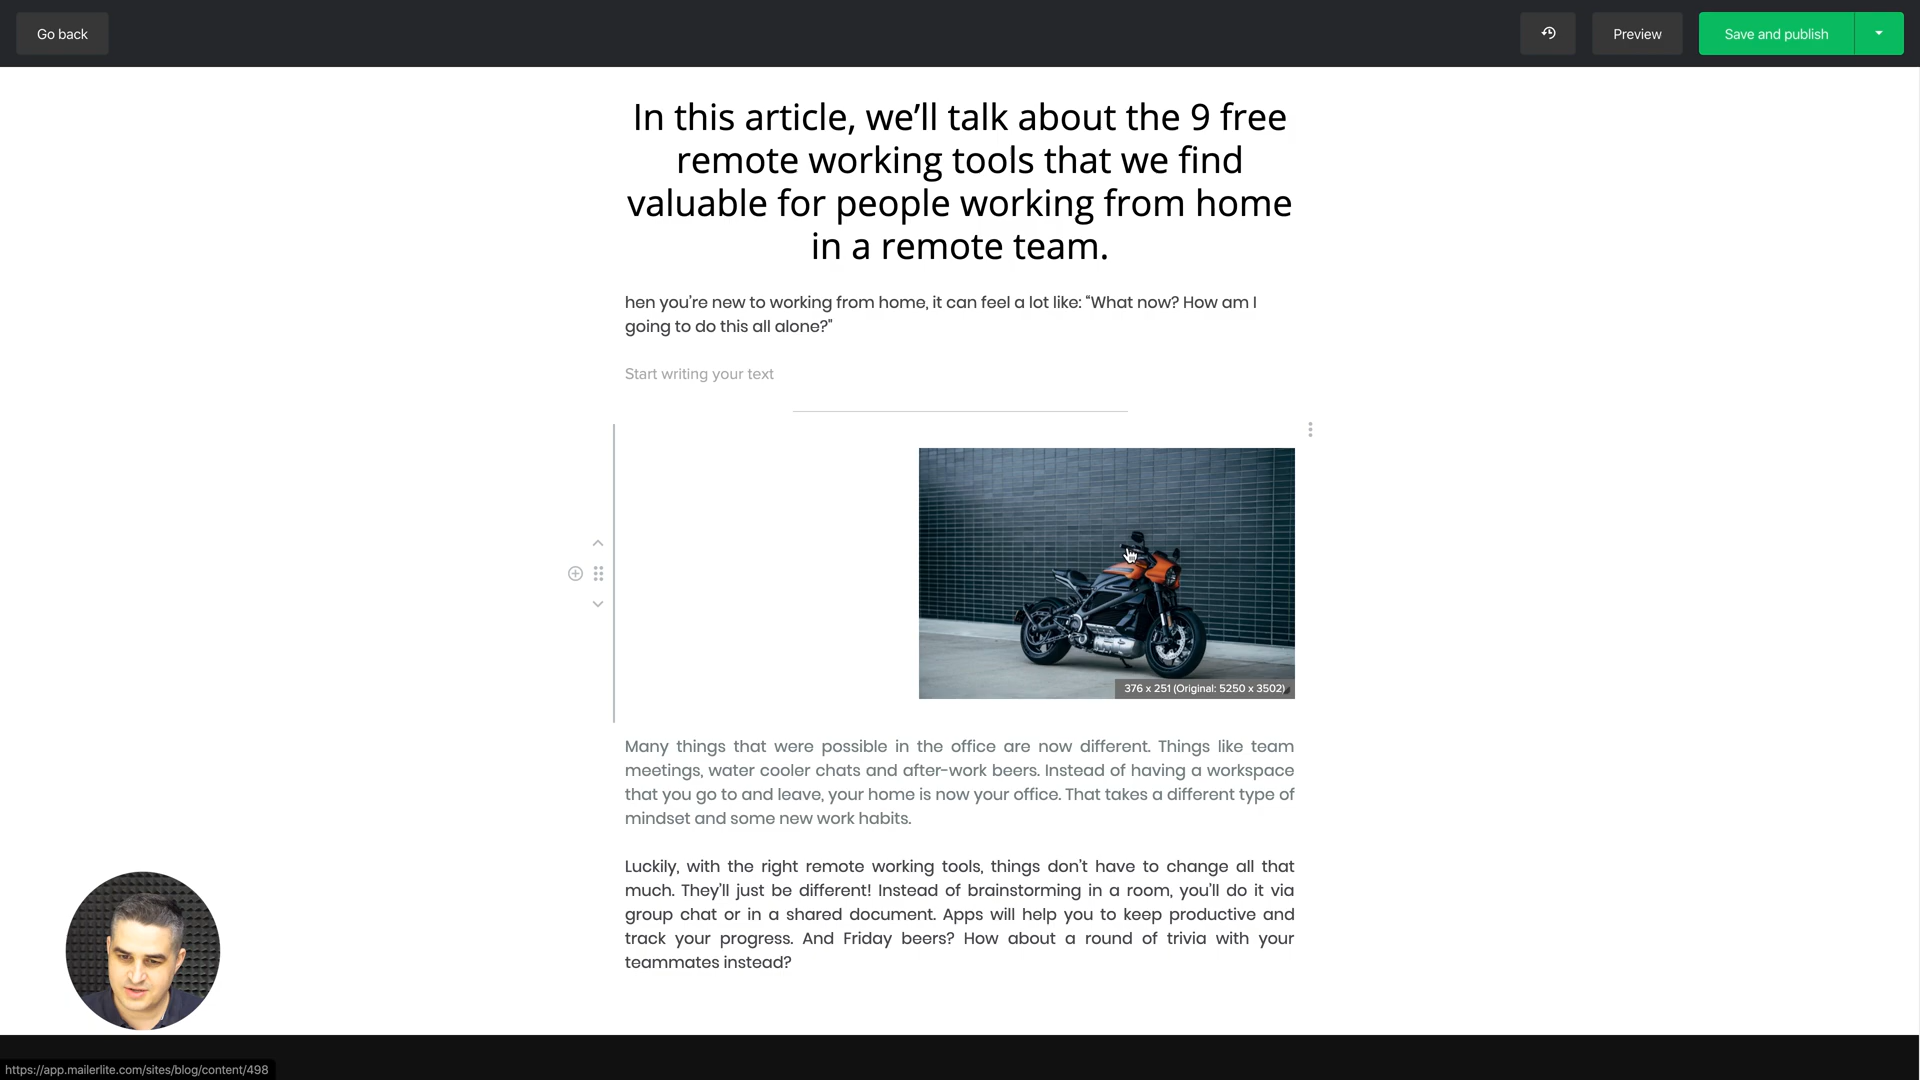 Go back
Preview
Save and publish
In this article, we’ll talk about the 9 free
remote working tools that we find
valuable for people working from home
in a remote team.
hen you’re new to working from home, it can feel a lot like: “What now? How am I
going to do this all alone?"
Start writing your text
376 x 251 (Original: 5250 x 3502)
Many things that were possible in the office are now different. Things like team
meetings, water cooler chats and after-work beers. Instead of having a workspace
that you go to and leave, your home is now your office. That takes a different type of
mindset and some new work habits.
Luckily, with the right remote working tools, things don’t have to change all that
much. They’ll just be different! Instead of brainstorming in a room, you’ll do it via
group chat or in a shared document. Apps will help you to keep productive and
track your progress. And Friday beers? How about a round of trivia with your
teammates instead?
https://app.mailerlite.com/sites/blog/content/498